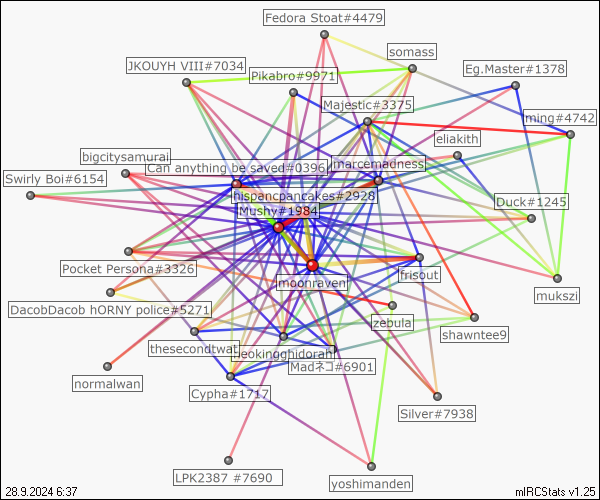 Fedora Stoat#4479
somass
JKOUYH VIII#7034
Eg.Master#1378
Pikabro#9971
Majestic#3375
ming#4742
eliakith
bigcitysamurai
marcemadness
Can anything be saved#0396
Swirly Boi#6154
hispancpancakes#2928
Duck#1245
Mushy#1984
Pocket Persona#3326
frisout
moonraven
mukszi
DacobDacob hORNY police#5271
zebula
shawntee9
thesecondtwat
leokingghidorah
Madネコ#6901
normalwan
Cypha#1717
Silver#7938
LPK2387 #7690
yoshimanden
28.9.2024 6:37
mIRCStats v1.25